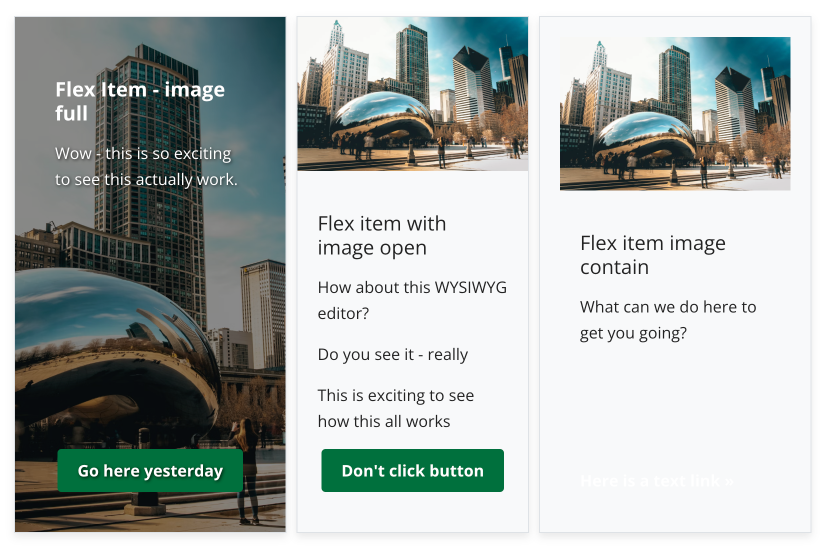 Flex Item - image
full
Wow - this is so exciting
to see this actually work.
Go here yesterday
Flex item with
image open
How about this WYSIWYG
editor?
Do you see it - really
This is exciting to see
how this all works
Don't click button
Flex item image
contain
What can we do here to
get you going?
Here is a text link »